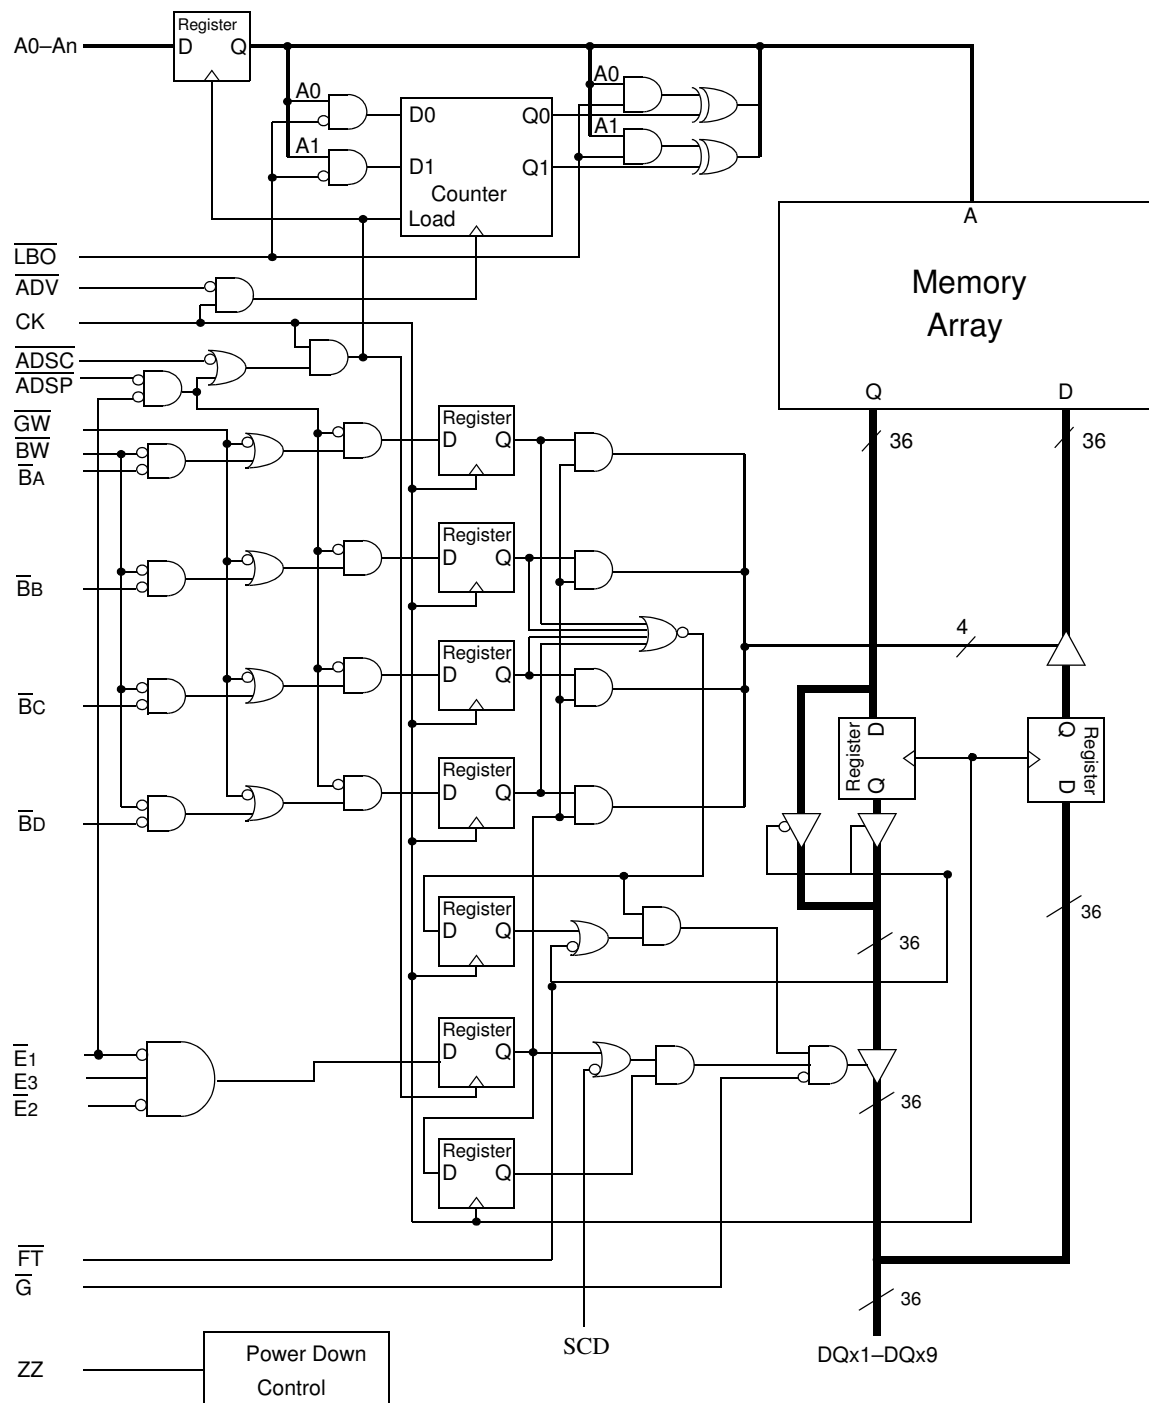 Register
A0–An
D Q
A0
A0
D0 Q0
A1
A1
D1 Q1
Counter
Load
A
LBO
ADV
Memory
Array
CK
ADSC
ADSP
Q D
Register
GW
D Q
36 36
BW
BA
Register
D Q
BB
4
Register
D Q
BC
Register
D
Q
Q
D
Register
Register
D Q
BD
Register
D Q
36
36
Register
D Q
E1
E3
E2
36
Register
D Q
FT
G
36
SCD
DQx1–DQx9
ZZ
Power Down
Control